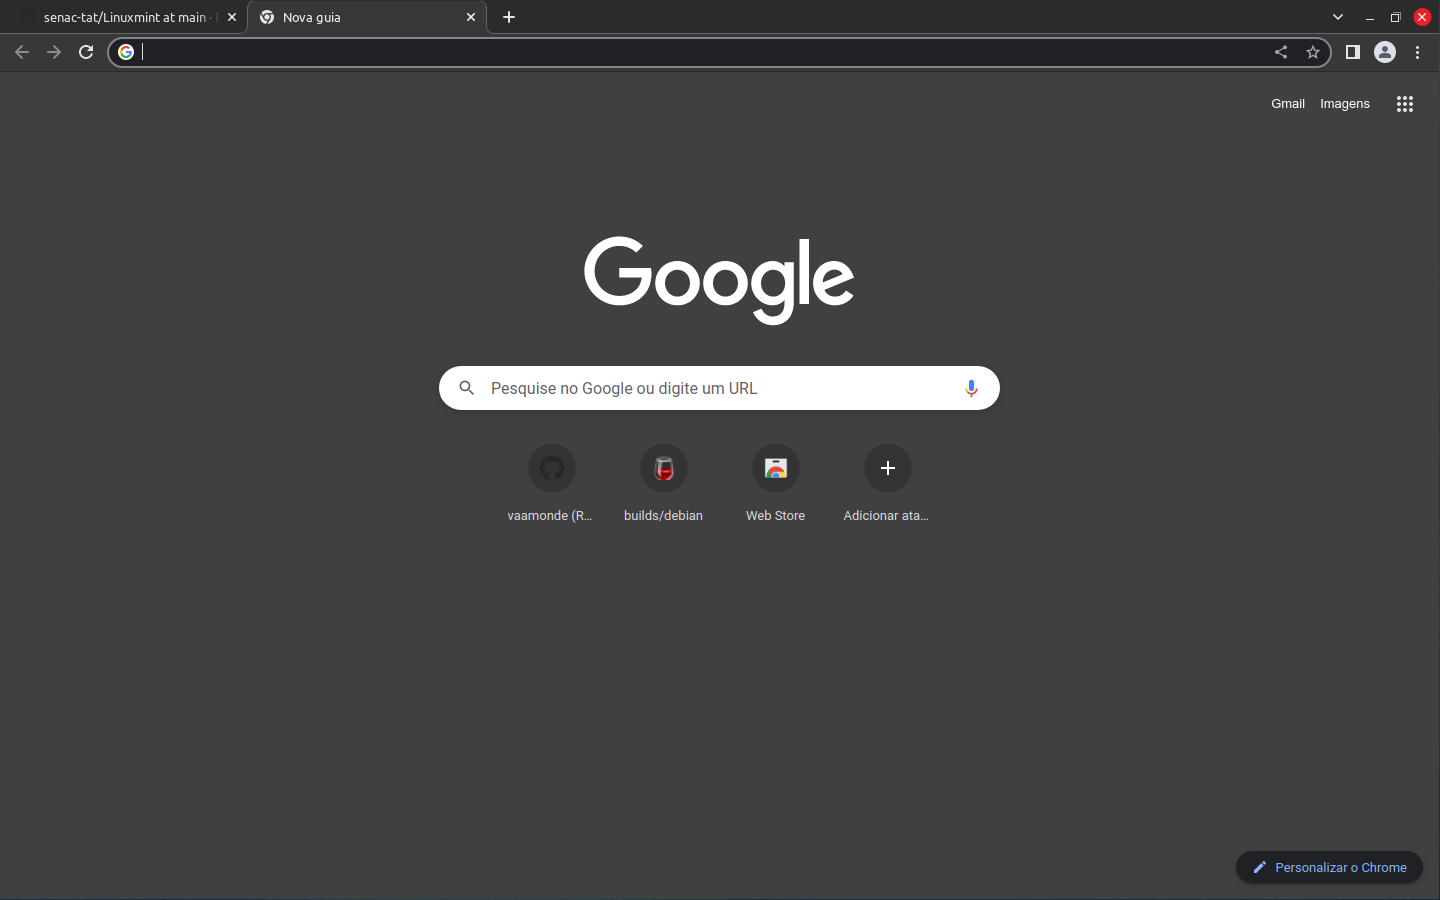 senac-tat/Linuxmint at main ·
Nova guia
Gmail Imagens
Google
Pesquise no Google ou digite um URL
vaamonde (R...
builds/debian
Web Store
Adicionar ata...
Personalizar o Chrome